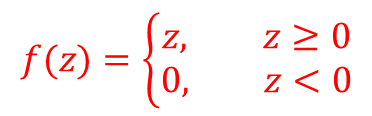 f(z) = { z, z ≥ 0
0, z < 0